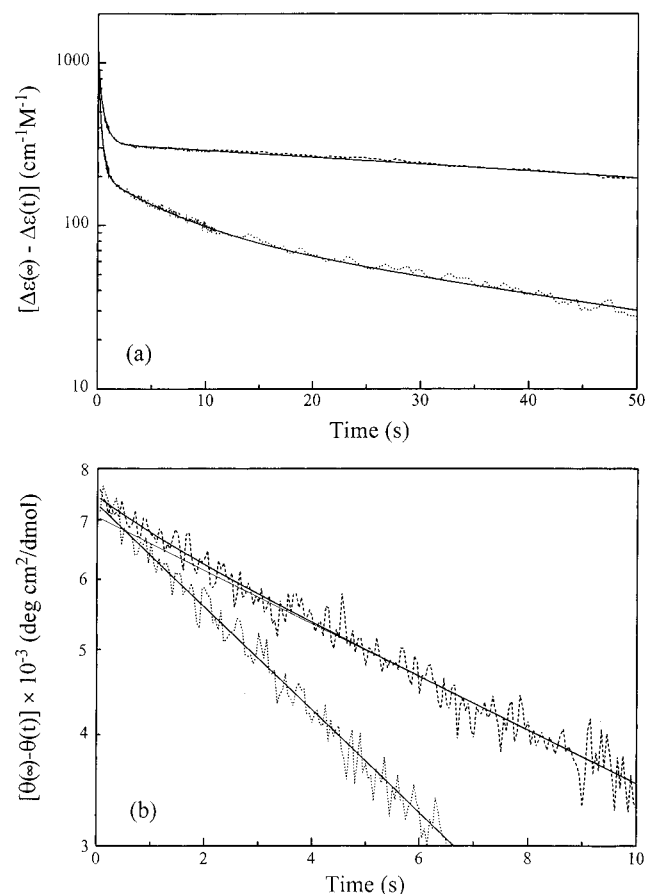 1000
100
10
[Δε(∞) - Δε(t)] (cm⁻¹M⁻¹)
(a)
0 10 20 30 40 50
Time (s)
8
7
6
5
4
3
[θ(∞)-θ(t)] × 10⁻³ (deg cm²/dmol)
(b)
0 2 4 6 8 10
Time (s)